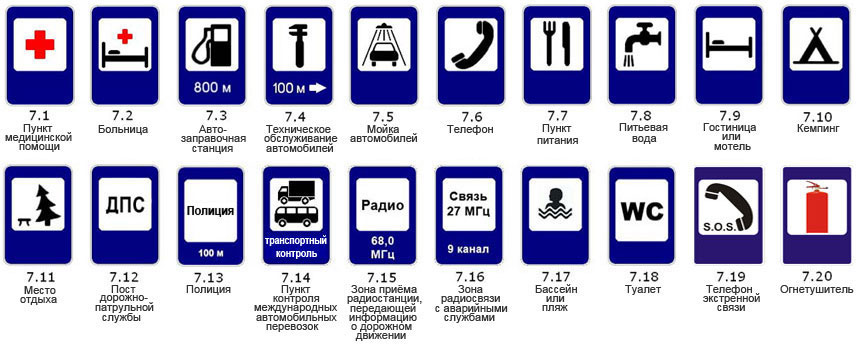 800 м
100 м
7.1
Пункт
медицинской
помощи
7.2
Больница
7.3
Авто-
заправочная
станция
7.4
Техническое
обслуживание
автомобилей
7.5
Мойка
автомобилей
7.6
Телефон
7.7
Пункт
питания
7.8
Питьевая
вода
7.9
Гостиница
или
мотель
7.10
Кемпинг
ДПС
Полиция
100 м
транспортный
контроль
Радио
68,0
МГц
Связь
27 МГц
9 канал
WC
S.O.S.
7.11
Место
отдыха
7.12
Пост
дорожно-
патрульной
службы
7.13
Полиция
7.14
Пункт
контроля
международных
автомобильных
перевозок
7.15
Зона приёма
радиостанции,
передающей
информацию
о дорожном
движении
7.16
Зона
радиосвязи
с аварийными
службами
7.17
Бассейн
или
пляж
7.18
Туалет
7.19
Телефон
экстренной
связи
7.20
Огнетушитель